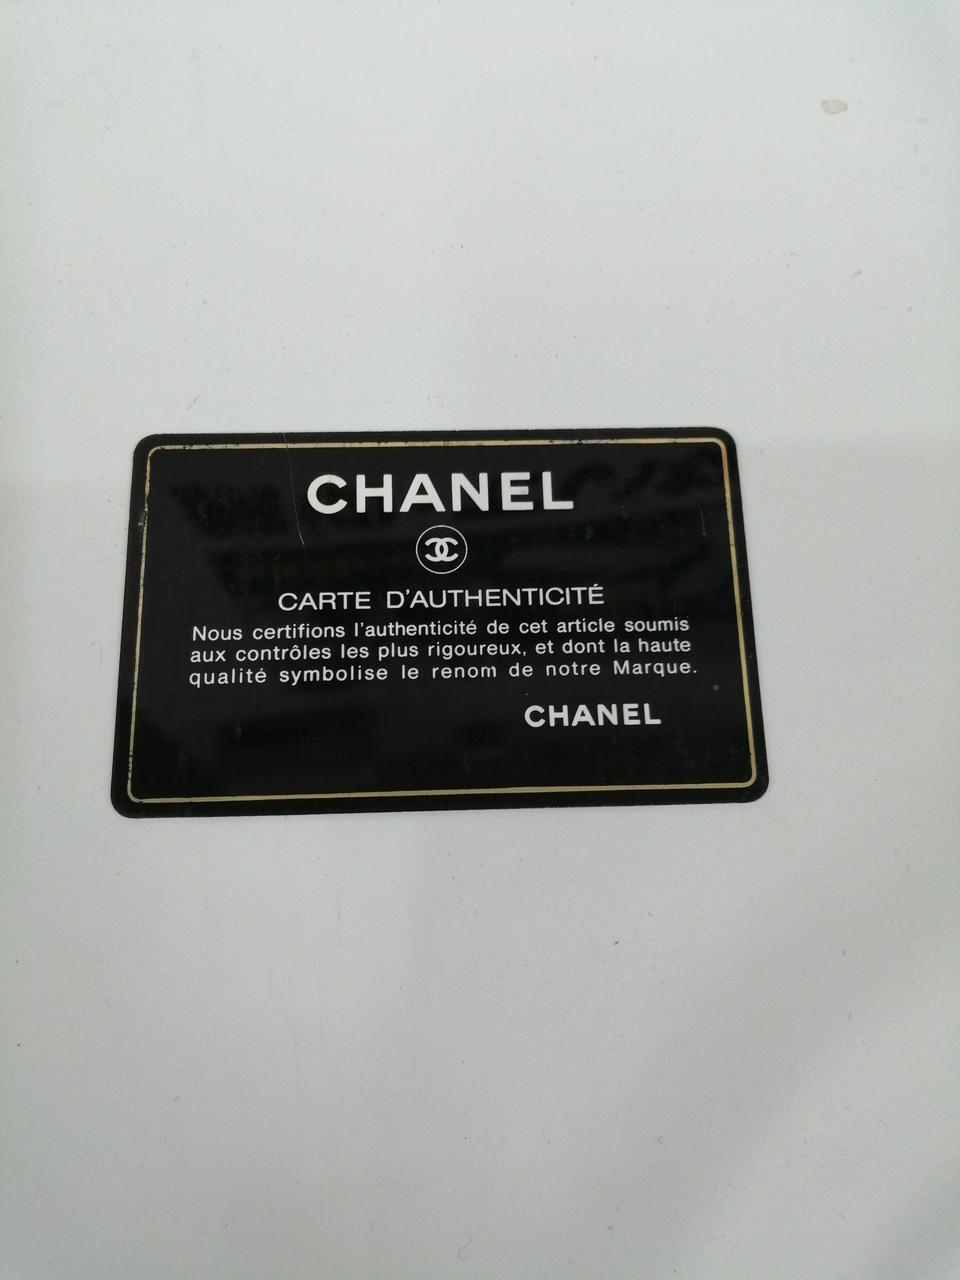 CHANEL
CARTE D'AUTHENTICITÉ
Nous certifions l'authenticité de cet article soumis
aux contrôles les plus rigoureux, et dont la haute
qualité symbolise le renom de notre Marque.
CHANEL